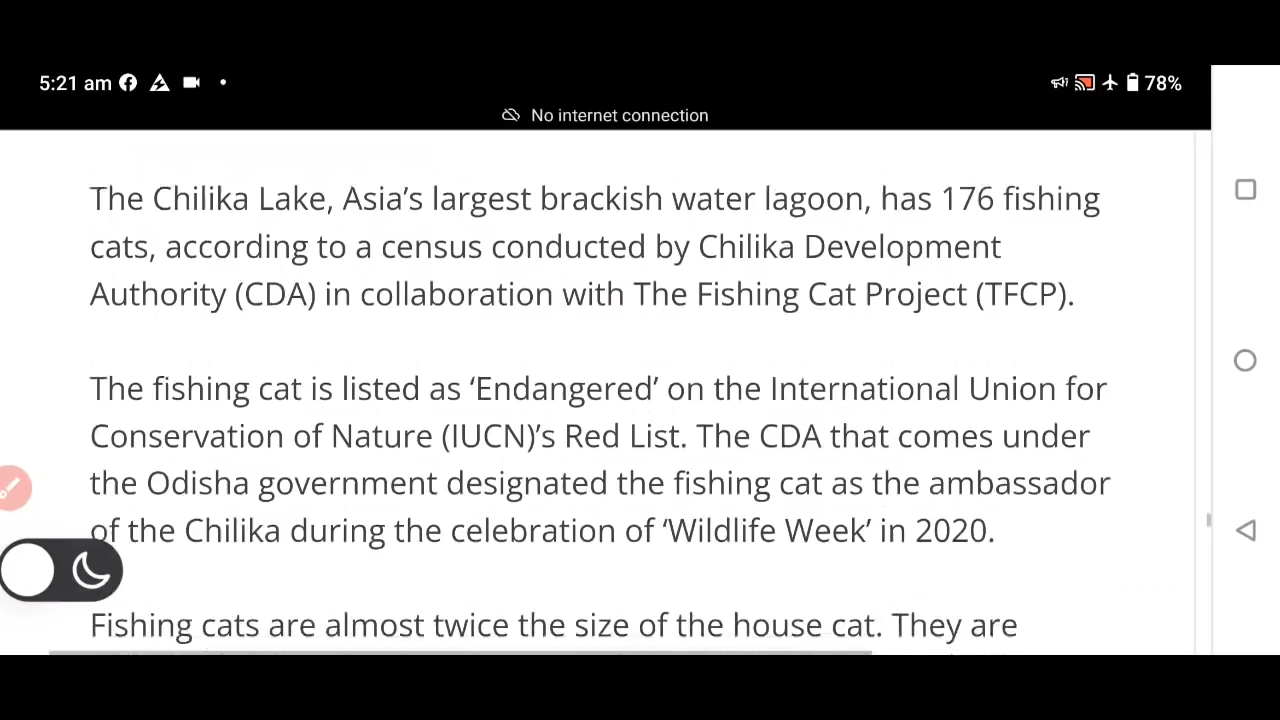 5:21 am
78%
No internet connection
The Chilika Lake, Asia’s largest brackish water lagoon, has 176 fishing
cats, according to a census conducted by Chilika Development
Authority (CDA) in collaboration with The Fishing Cat Project (TFCP).
The fishing cat is listed as ‘Endangered’ on the International Union for
Conservation of Nature (IUCN)’s Red List. The CDA that comes under
the Odisha government designated the fishing cat as the ambassador
of the Chilika during the celebration of ‘Wildlife Week’ in 2020.
Fishing cats are almost twice the size of the house cat. They are